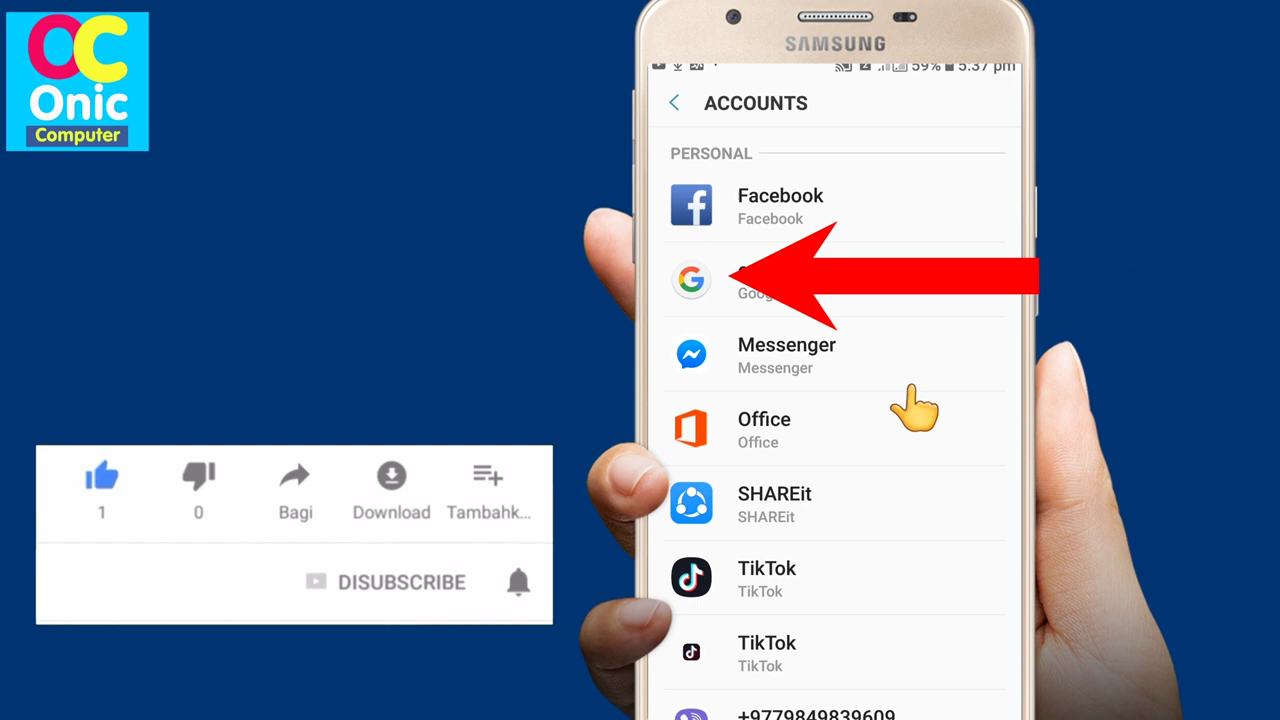 OC
Onic
Computer
SAMSUNG
59% 5:37 pm
ACCOUNTS
PERSONAL
Facebook
Facebook
Messenger
Messenger
Office
Office
SHAREit
SHAREit
TikTok
TikTok
TikTok
TikTok
+9779849839609
1
0
Bagi
Download
Tambahk...
DISUBSCRIBE